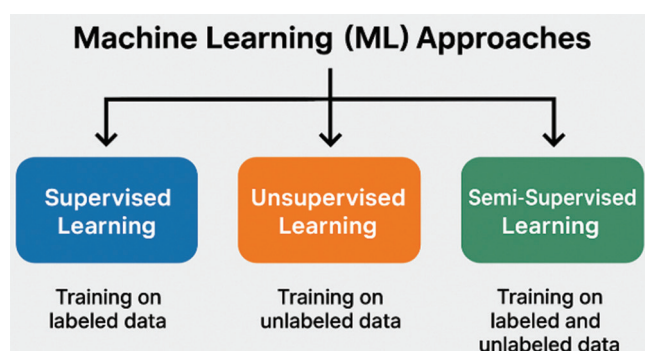 Machine Learning (ML) Approaches
Supervised
Learning
Unsupervised
Learning
Semi-Supervised
Learning
Training on
labeled data
Training on
unlabeled data
Training on
labeled and
unlabeled data